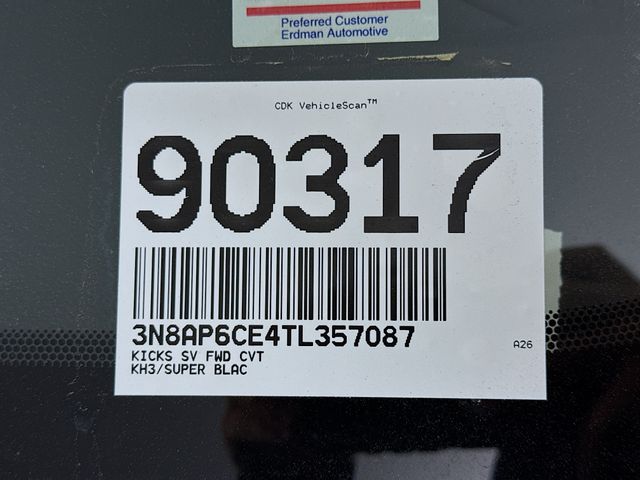 Preferred Customer
Erdman Automotive
CDK VehicleScan™
90317
3N8AP6CE4TL357087
KICKS SV FWD CVT
KH3/SUPER BLAC
A26